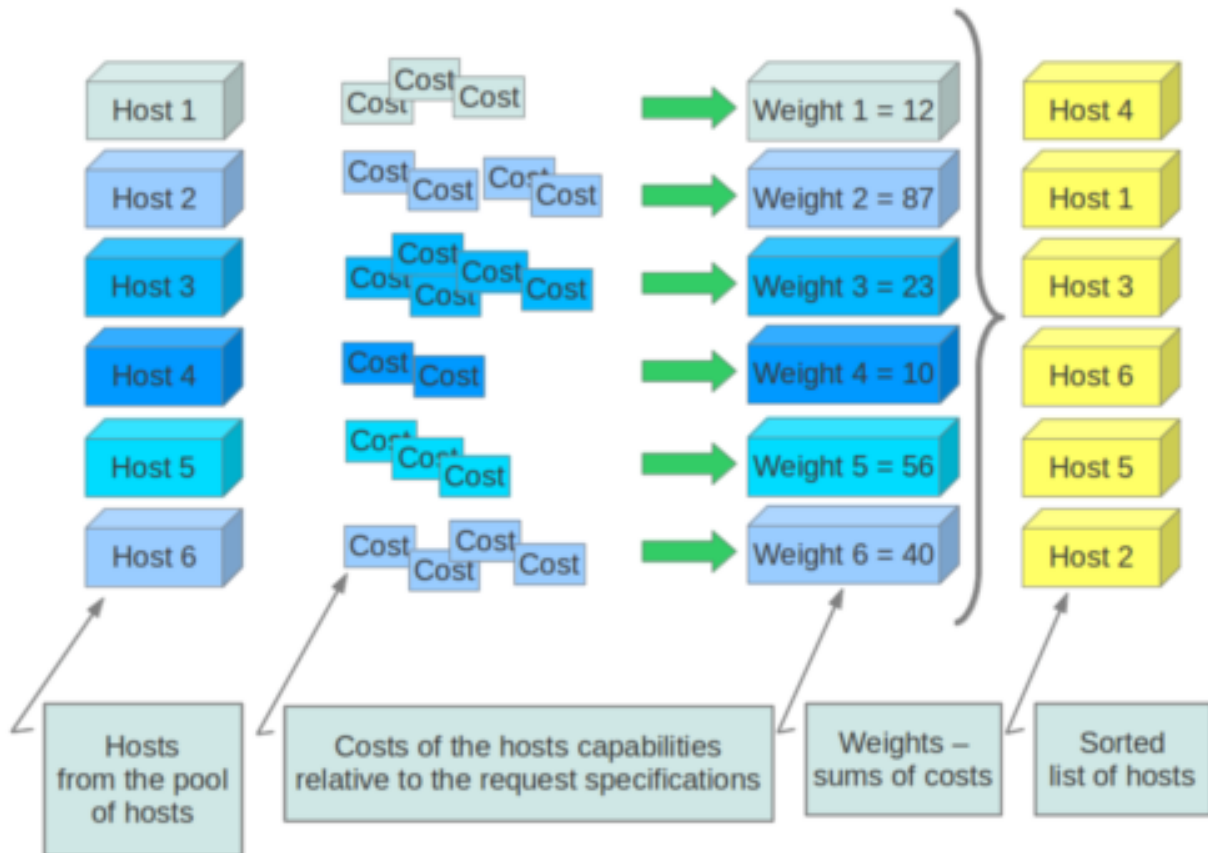 Host 1
Cost
Cost
Cost
Weight 1 = 12
Host 4
Host 2
Cost
Cost
Cost
Cost
Weight 2 = 87
Host 1
Host 3
Cost
Cost
Cost
Cost
Cost
Weight 3 = 23
Host 3
Host 4
Cost
Cost
Weight 4 = 10
Host 6
Host 5
Cost
Cost
Cost
Weight 5 = 56
Host 5
Host 6
Cost
Cost
Cost
Cost
Weight 6 = 40
Host 2
Hosts
from the pool
of hosts
Costs of the hosts capabilities
relative to the request specifications
Weights –
sums of costs
Sorted
list of hosts